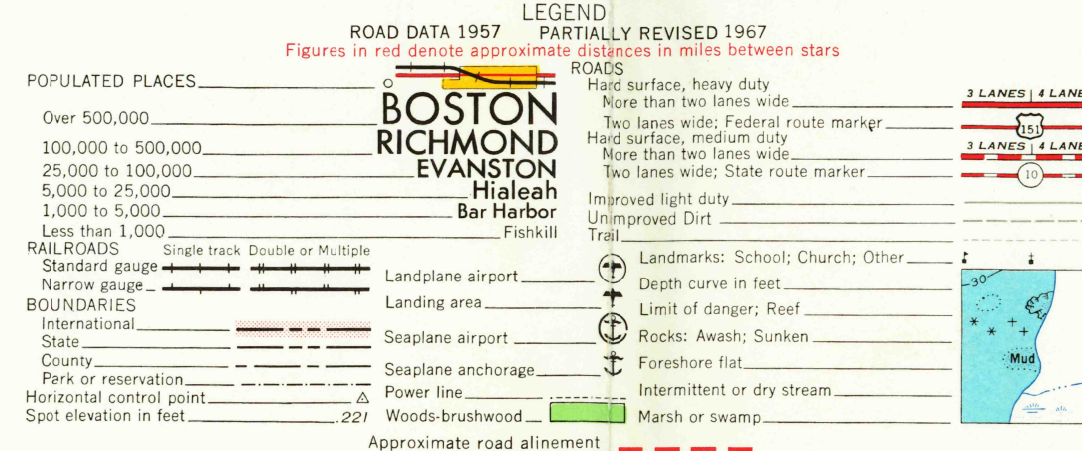 LEGEND
ROAD DATA 1957 PARTIALLY REVISED 1967
Figures in red denote approximate distances in miles between stars
POPULATED PLACES
Over 500,000 BOSTON
100,000 to 500,000 RICHMOND
25,000 to 100,000 EVANSTON
5,000 to 25,000 Hialeah
1,000 to 5,000 Bar Harbor
Less than 1,000 Fishkill
RAILROADS Single track Double or Multiple
Standard gauge
Narrow gauge
BOUNDARIES
International
State
County
Park or reservation
Horizontal control point
Spot elevation in feet .221
Landplane airport
Landing area
Seaplane airport
Seaplane anchorage
Power line
Woods-brushwood
Approximate road alinement
ROADS
Hard surface, heavy duty
More than two lanes wide 3 LANES | 4 LANE
Two lanes wide; Federal route marker 151
Hard surface, medium duty
More than two lanes wide 3 LANES | 4 LANE
Two lanes wide; State route marker 10
Improved light duty
Unimproved Dirt
Trail
Landmarks: School; Church; Other
Depth curve in feet 30
Limit of danger; Reef
Rocks: Awash; Sunken
Foreshore flat Mud
Intermittent or dry stream
Marsh or swamp